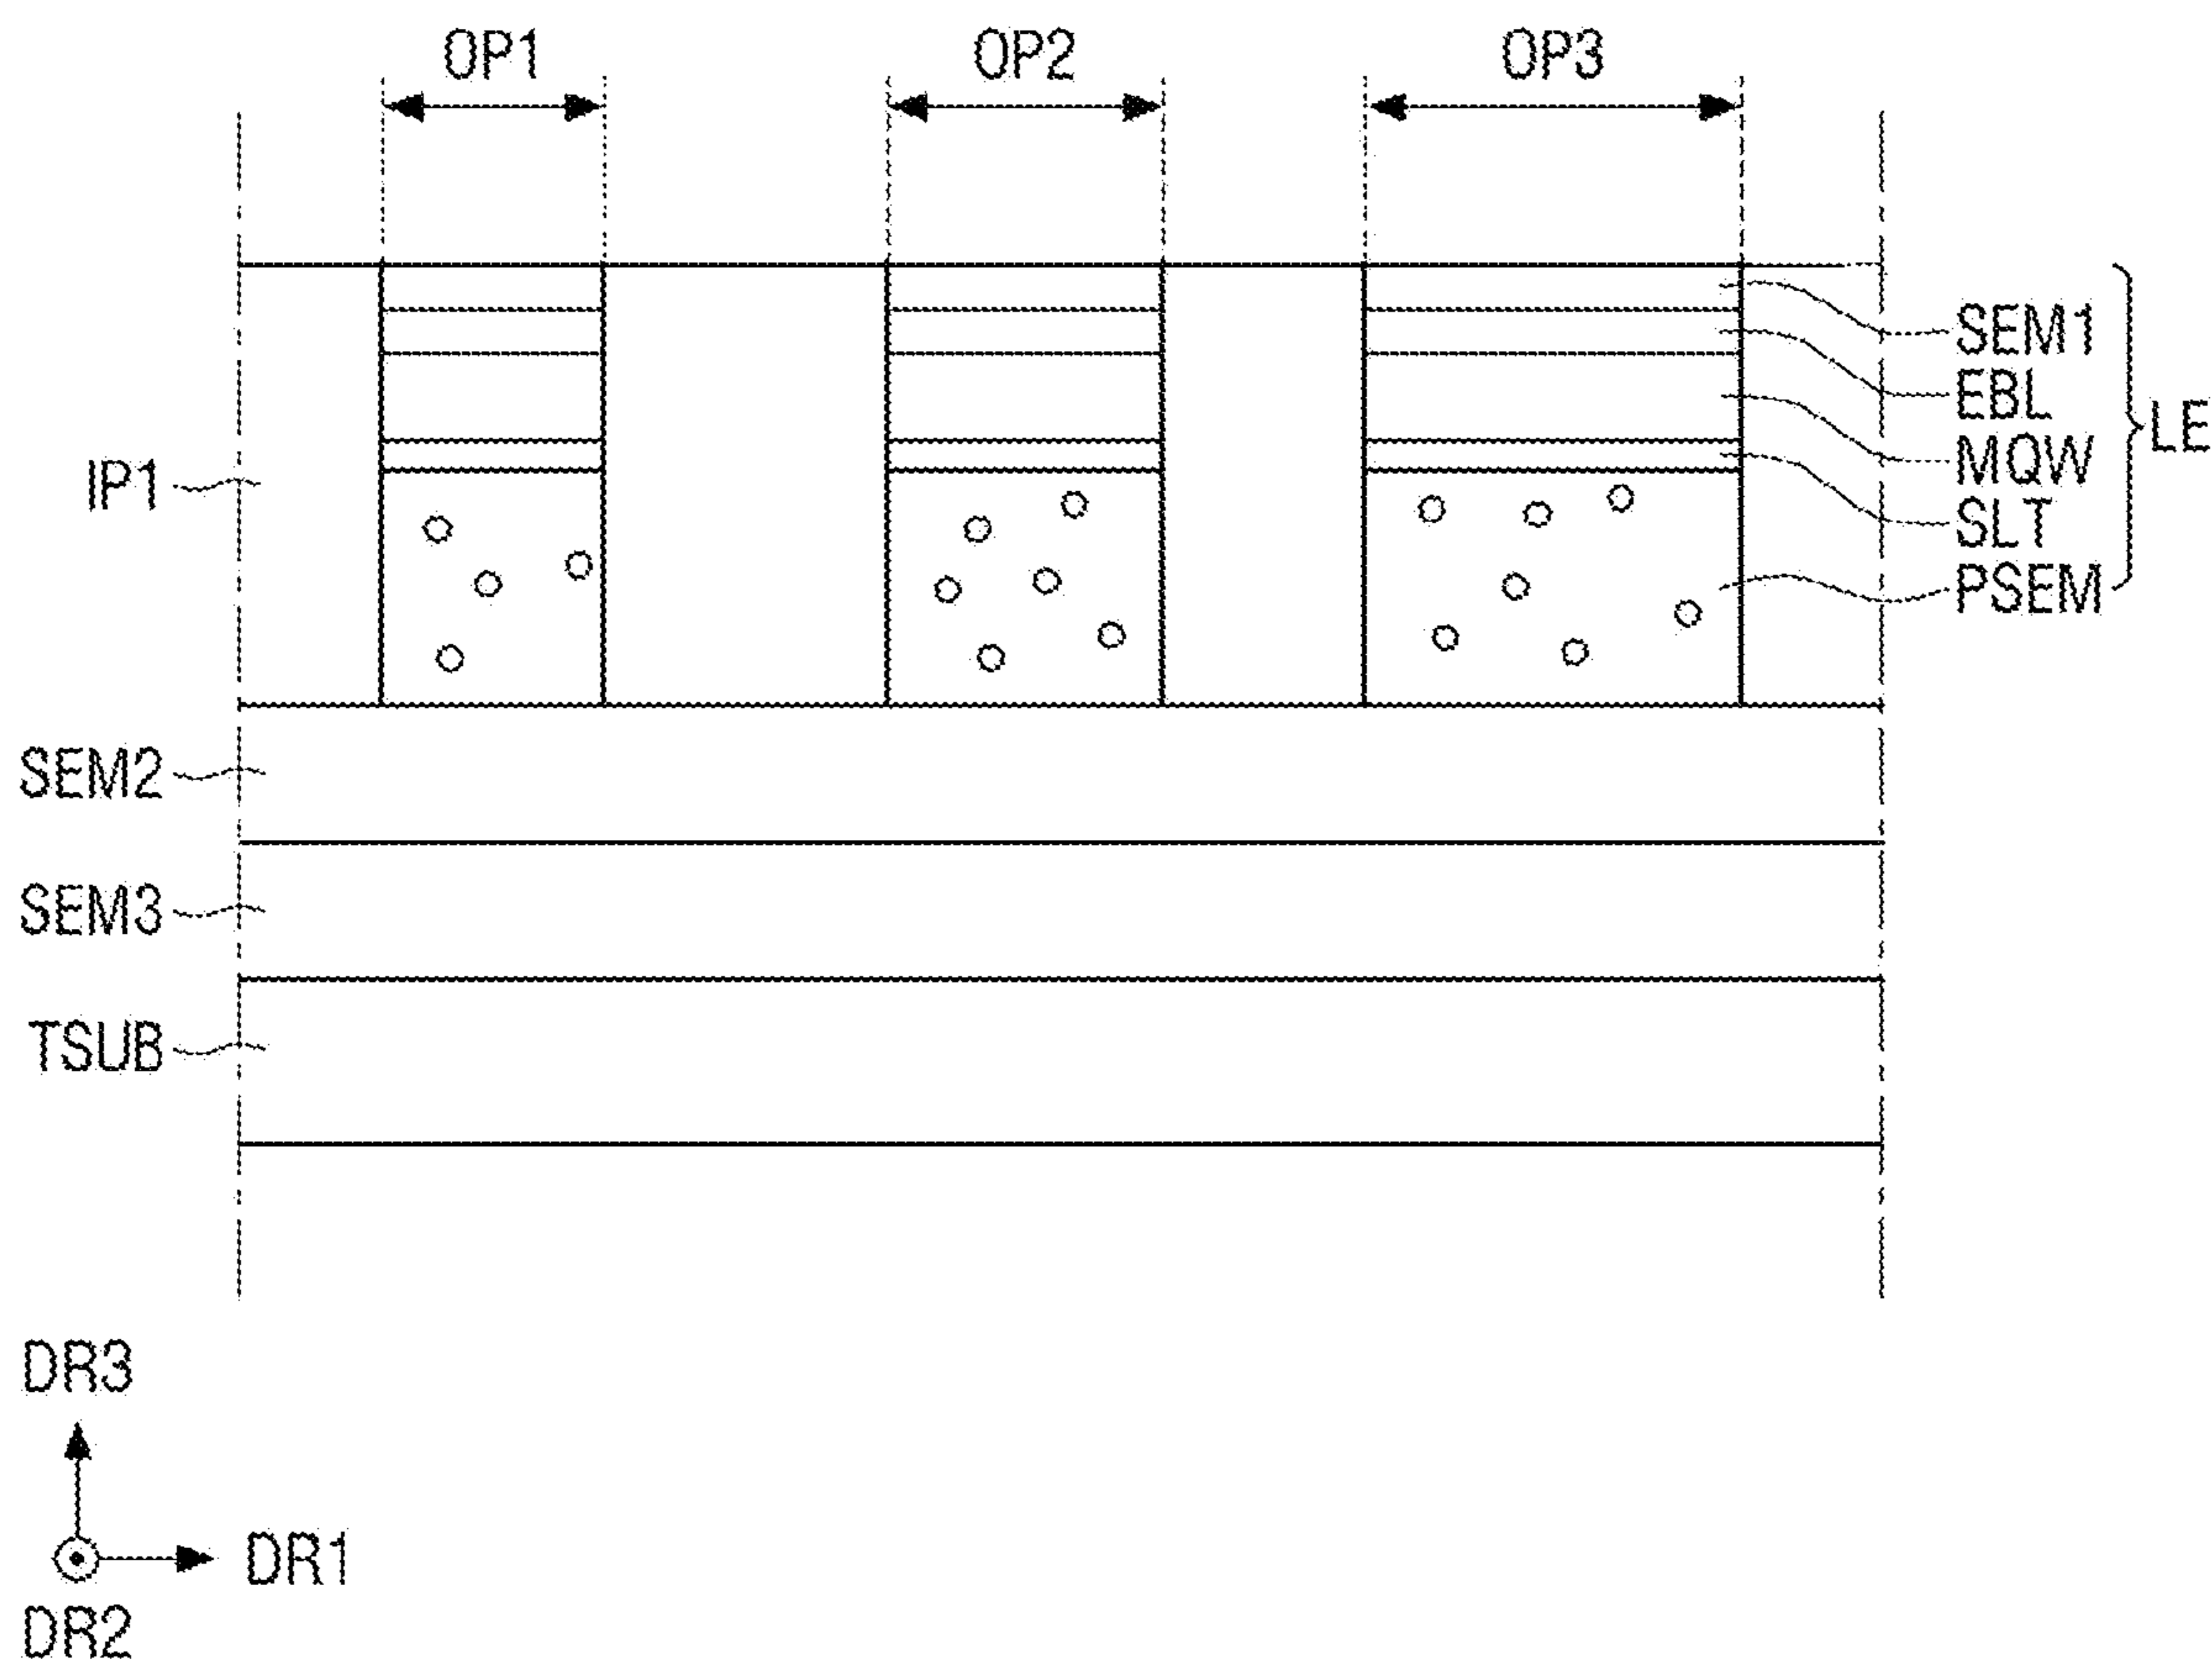 OP1 OP2 OP3
SEM1
EBL
MQW
SLT
PSEM
LE
IP1
SEM2
SEM3
TSUB
DR3
DR1
DR2